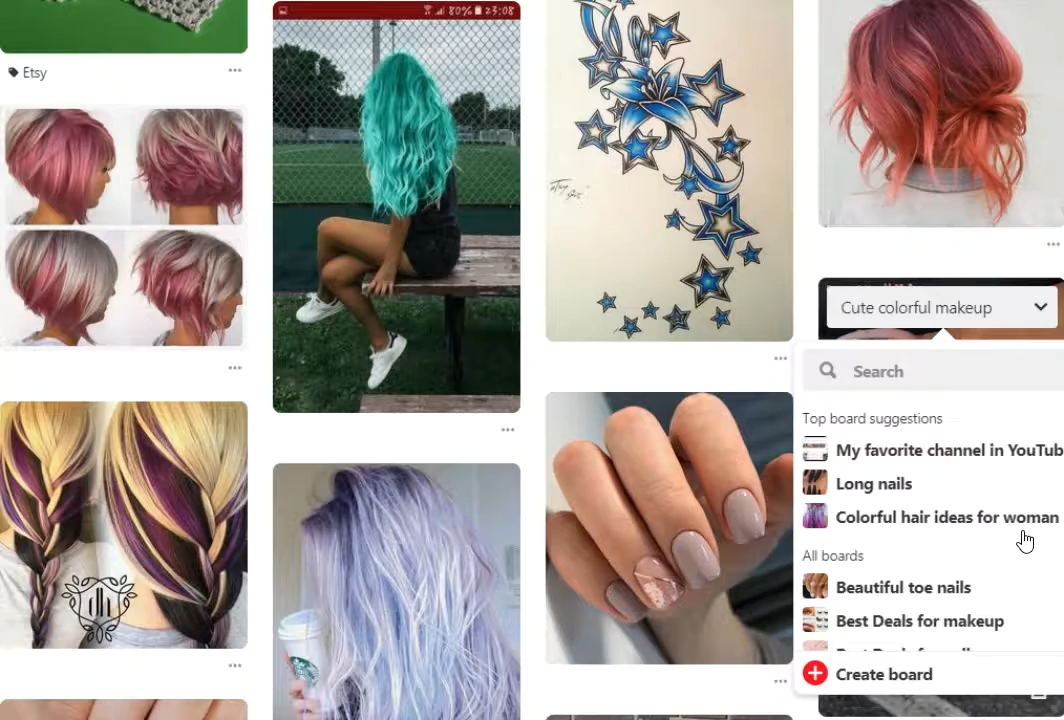 80% 23:08
Etsy
Cute colorful makeup
Search
Top board suggestions
My favorite channel in YouTub
Long nails
Colorful hair ideas for woman
All boards
Beautiful toe nails
Best Deals for makeup
Create board